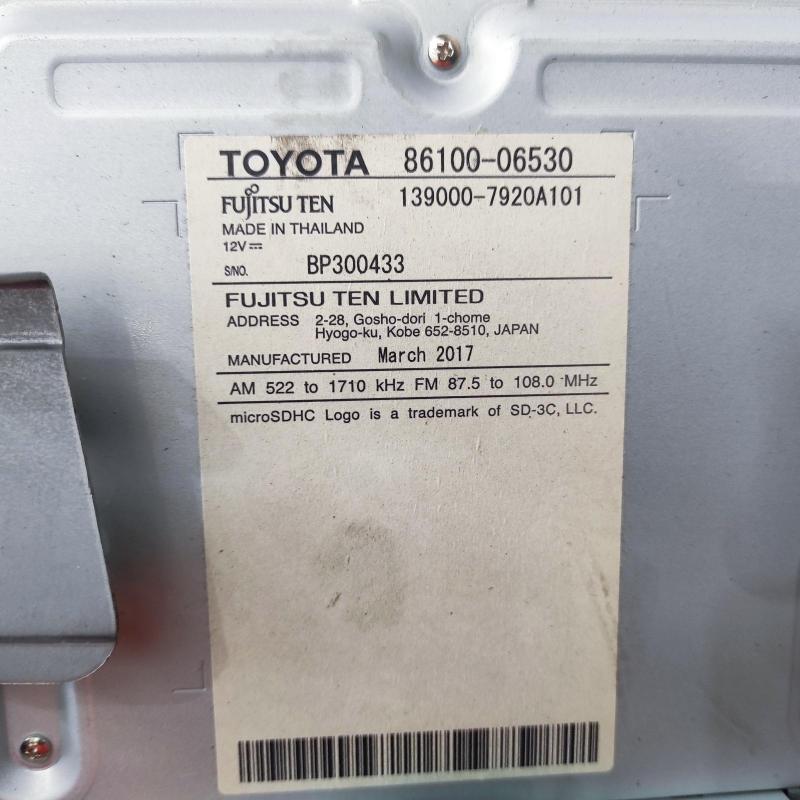 TOYOTA 86100-06530
FUJITSU TEN 139000-7920A101
MADE IN THAILAND
12V⎓
S/NO. BP300433
FUJITSU TEN LIMITED
ADDRESS 2-28, Gosho-dori 1-chome
Hyogo-ku, Kobe 652-8510, JAPAN
MANUFACTURED March 2017
AM 522 to 1710 kHz FM 87.5 to 108.0 MHz
microSDHC Logo is a trademark of SD-3C, LLC.